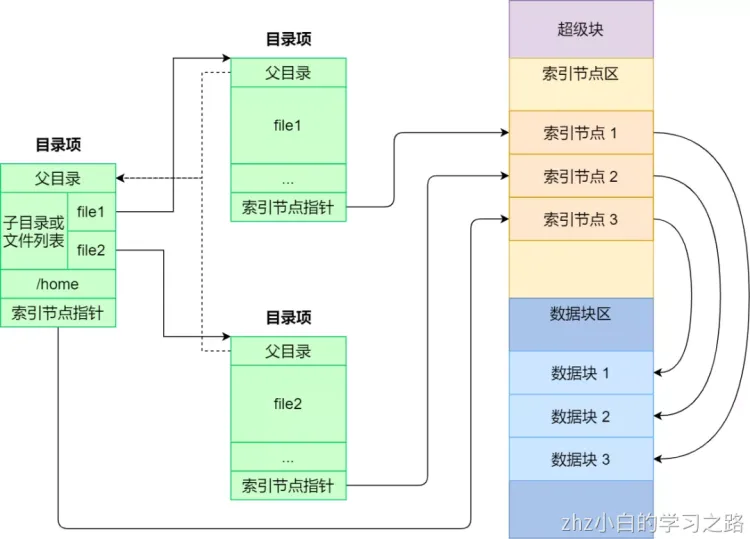 目录项
父目录
子目录或
文件列表
file1
file2
/home
索引节点指针
目录项
父目录
file1
...
索引节点指针
目录项
父目录
file2
...
索引节点指针
超级块
索引节点区
索引节点 1
索引节点 2
索引节点 3
数据块区
数据块 1
数据块 2
数据块 3
zhz小白的学习之路